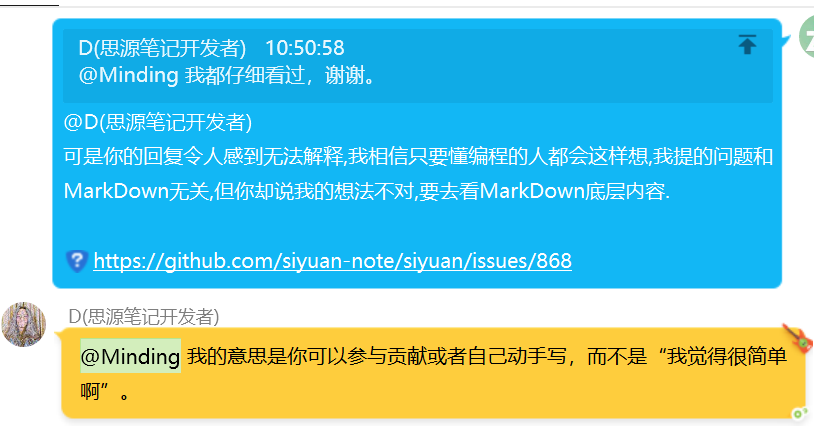 D(思源笔记开发者) 10:50:58
@Minding 我都仔细看过，谢谢。
@D(思源笔记开发者)
可是你的回复令人感到无法解释,我相信只要懂编程的人都会这样想,我提的问题和
MarkDown无关,但你却说我的想法不对,要去看MarkDown底层内容.
https://github.com/siyuan-note/siyuan/issues/868
D(思源笔记开发者)
@Minding 我的意思是你可以参与贡献或者自己动手写，而不是“我觉得很简单
啊”。